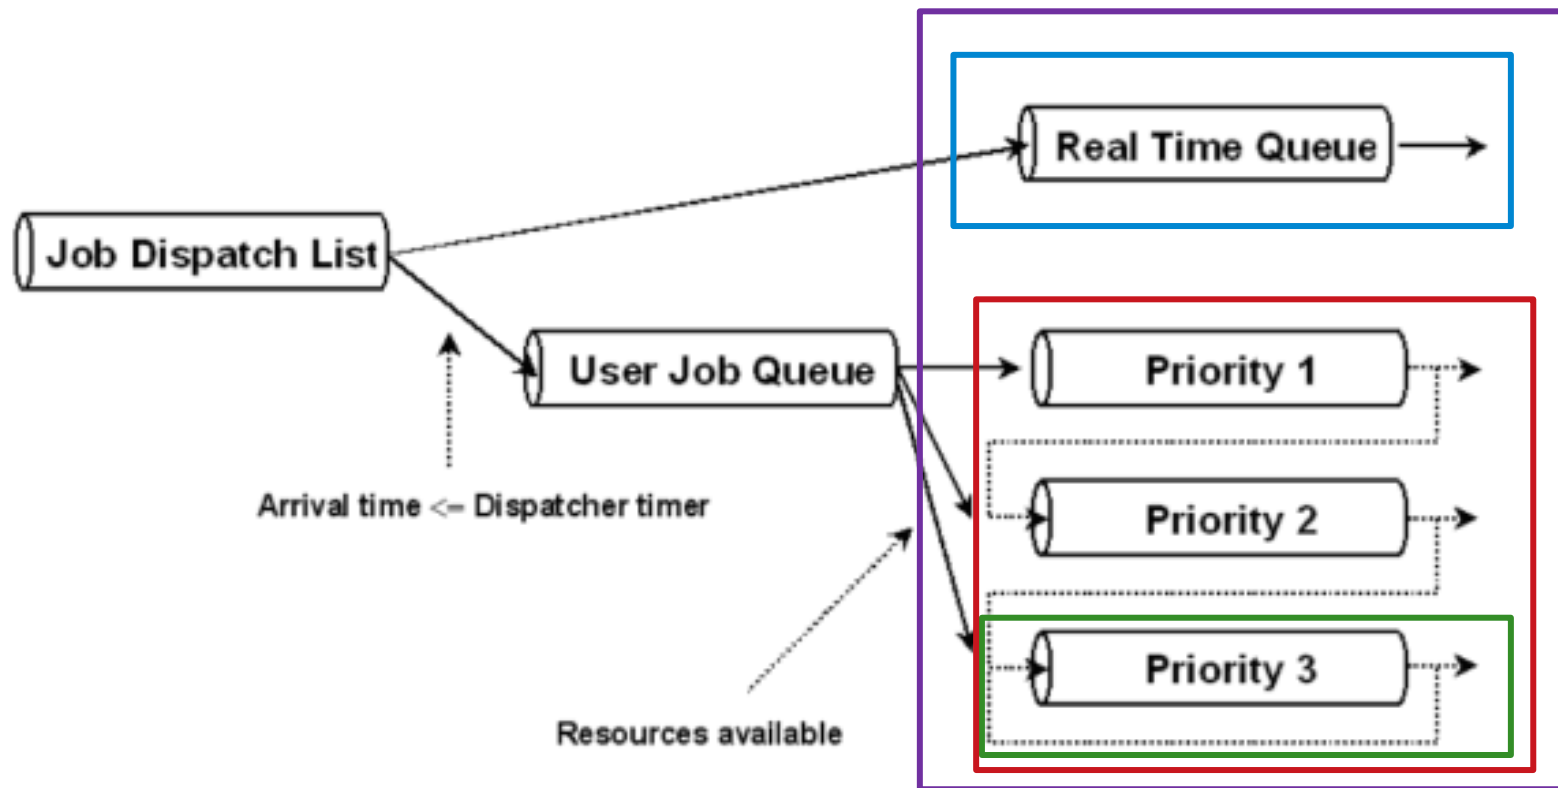 Real Time Queue
Job Dispatch List
User Job Queue
Priority 1
Arrival time <= Dispatcher timer
Priority 2
Priority 3
Resources available